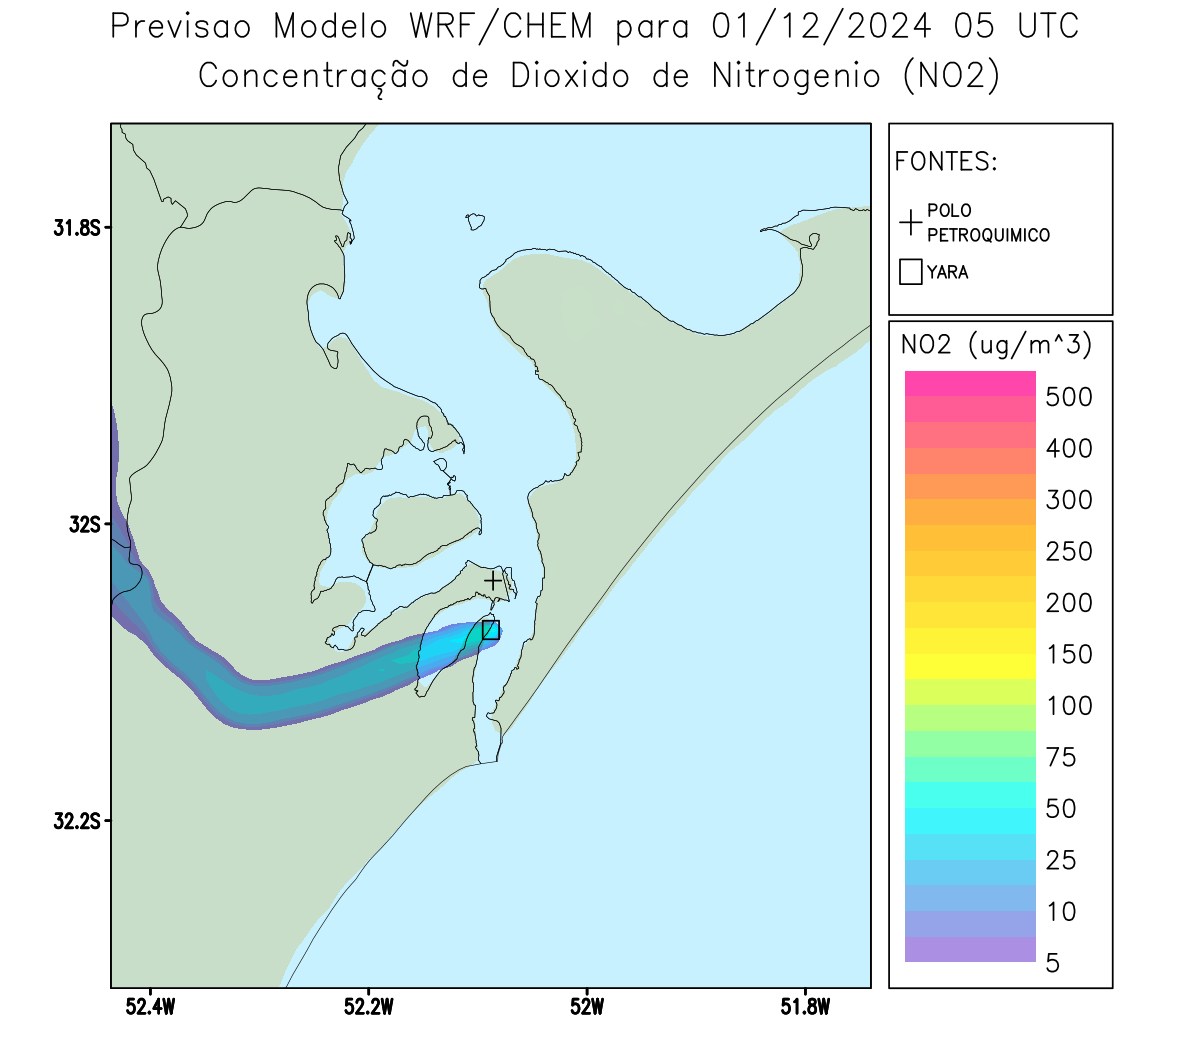 Previsao Modelo WRF/CHEM para 01/12/2024 05 UTC
Concentração de Dioxido de Nitrogenio (NO2)
FONTES:
POLO
PETROQUIMICO
YARA
31.8S
32S
32.2S
52.4W
52.2W
52W
51.8W
NO2 (ug/m^3)
500
400
300
250
200
150
100
75
50
25
10
5